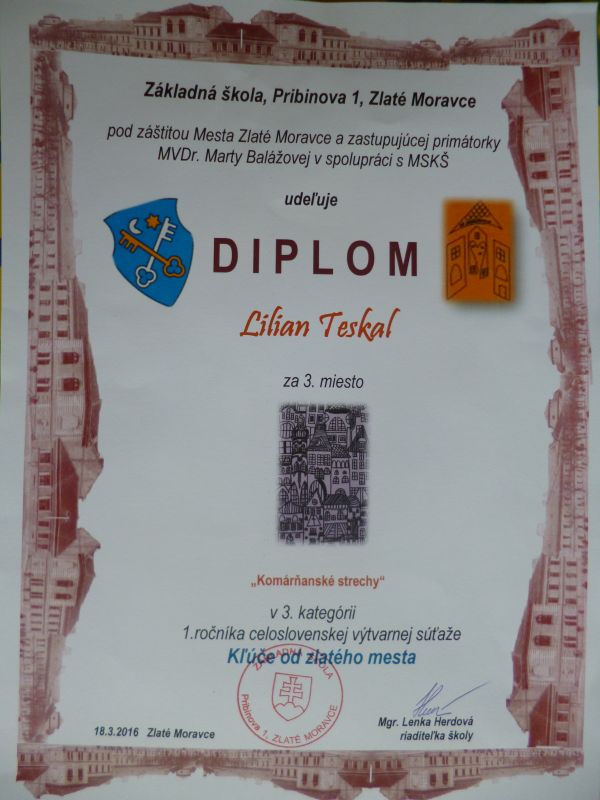 Základná škola, Pribinova 1, Zlaté Moravce
pod záštitou Mesta Zlaté Moravce a zastupujúcej primátorky
MVDr. Marty Balážovej v spolupráci s MSKŠ
udeľuje
DIPLOM
Lilian Teskal
za 3. miesto
„Komárňanské strechy“
v 3. kategórii
1.ročníka celoslovenskej výtvarnej súťaže
Kľúče od zlatého mesta
ZÁKLADNÁ ŠKOLA
Pribinova 1, ZLATÉ MORAVCE
18.3.2016 Zlaté Moravce
Mgr. Lenka Herdová
riaditeľka školy